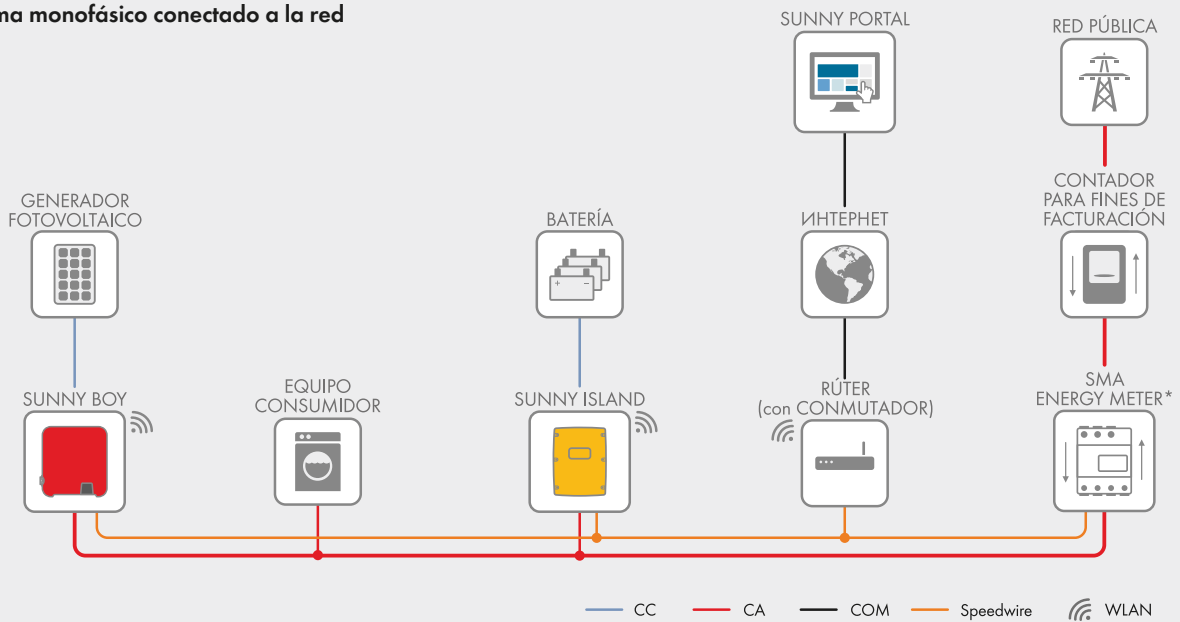 ma monofásico conectado a la red
SUNNY PORTAL
RED PÚBLICA
GENERADOR
FOTOVOLTAICO
BATERÍA
ИНТЕРНЕТ
CONTADOR
PARA FINES DE
FACTURACIÓN
SUNNY BOY
EQUIPO
CONSUMIDOR
SUNNY ISLAND
RÚTER
(con CONMUTADOR)
SMA
ENERGY METER*
CC
CA
COM
Speedwire
WLAN